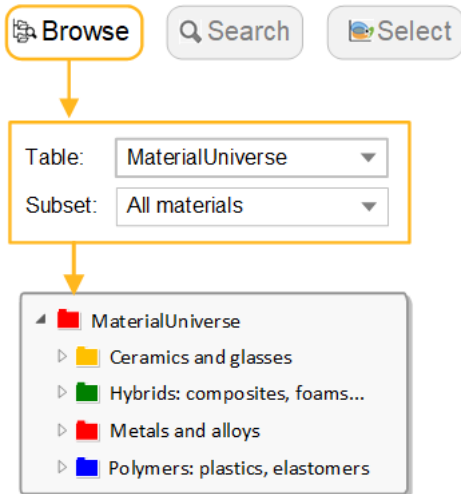 Browse Search Select
Table: MaterialUniverse
Subset: All materials
MaterialUniverse
Ceramics and glasses
Hybrids: composites, foams...
Metals and alloys
Polymers: plastics, elastomers